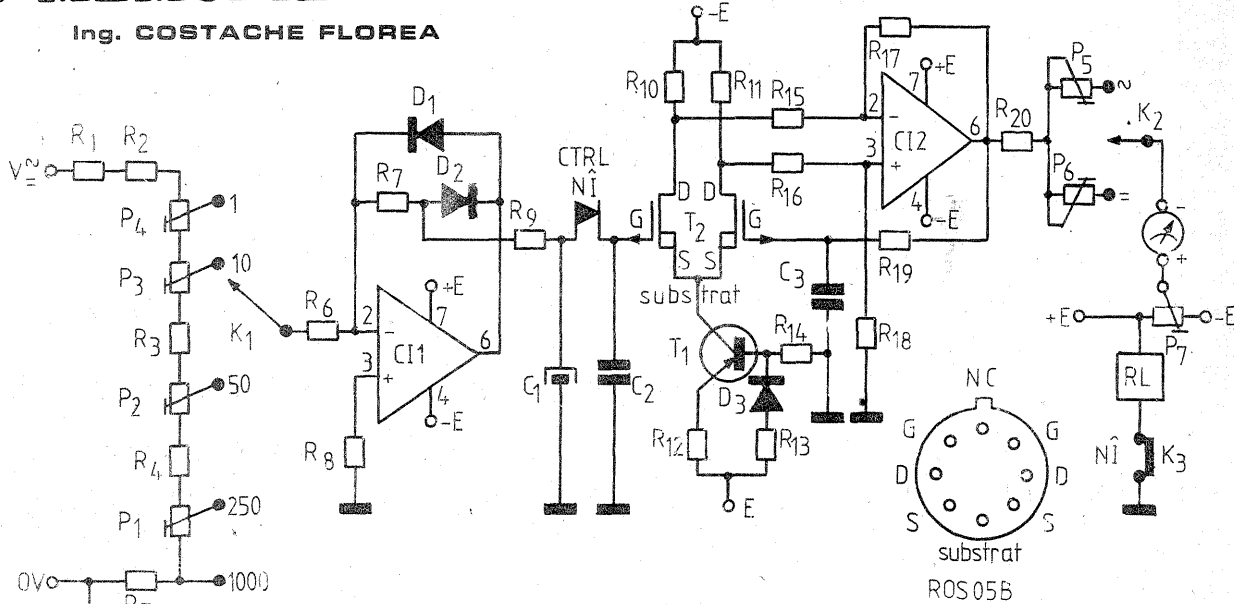 Ing. COSTACHE FLOREA
-E
R17
+E
P5
R10
R11
R15
7
~
D1
2
-
6
R20
K2
R1
R2
CTRL
3
CI2
V≂
R7
D2
NÎ
+
P6
R16
=
1
R9
D
D
4
P4
G
T2
G
-E
-
10
S
S
R19
P3
+E
substrat
C3
+
R6
2
7
K1
-
6
+E
-E
R3
CI1
T1
R14
R18
P7
3
50
+
C1
C2
RL
P2
4
D3
NC
-E
R4
R8
R12
R13
G
G
NÎ
K3
250
D
D
P1
E
S
S
substrat
0V
1000
ROS05B